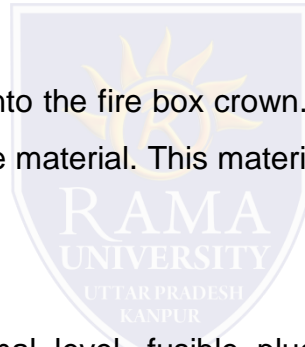 nto the fire box crown.
e material. This materi
RAMA
UNIVERSITY
UTTAR PRADESH
KANPUR
nal level, fusible plu